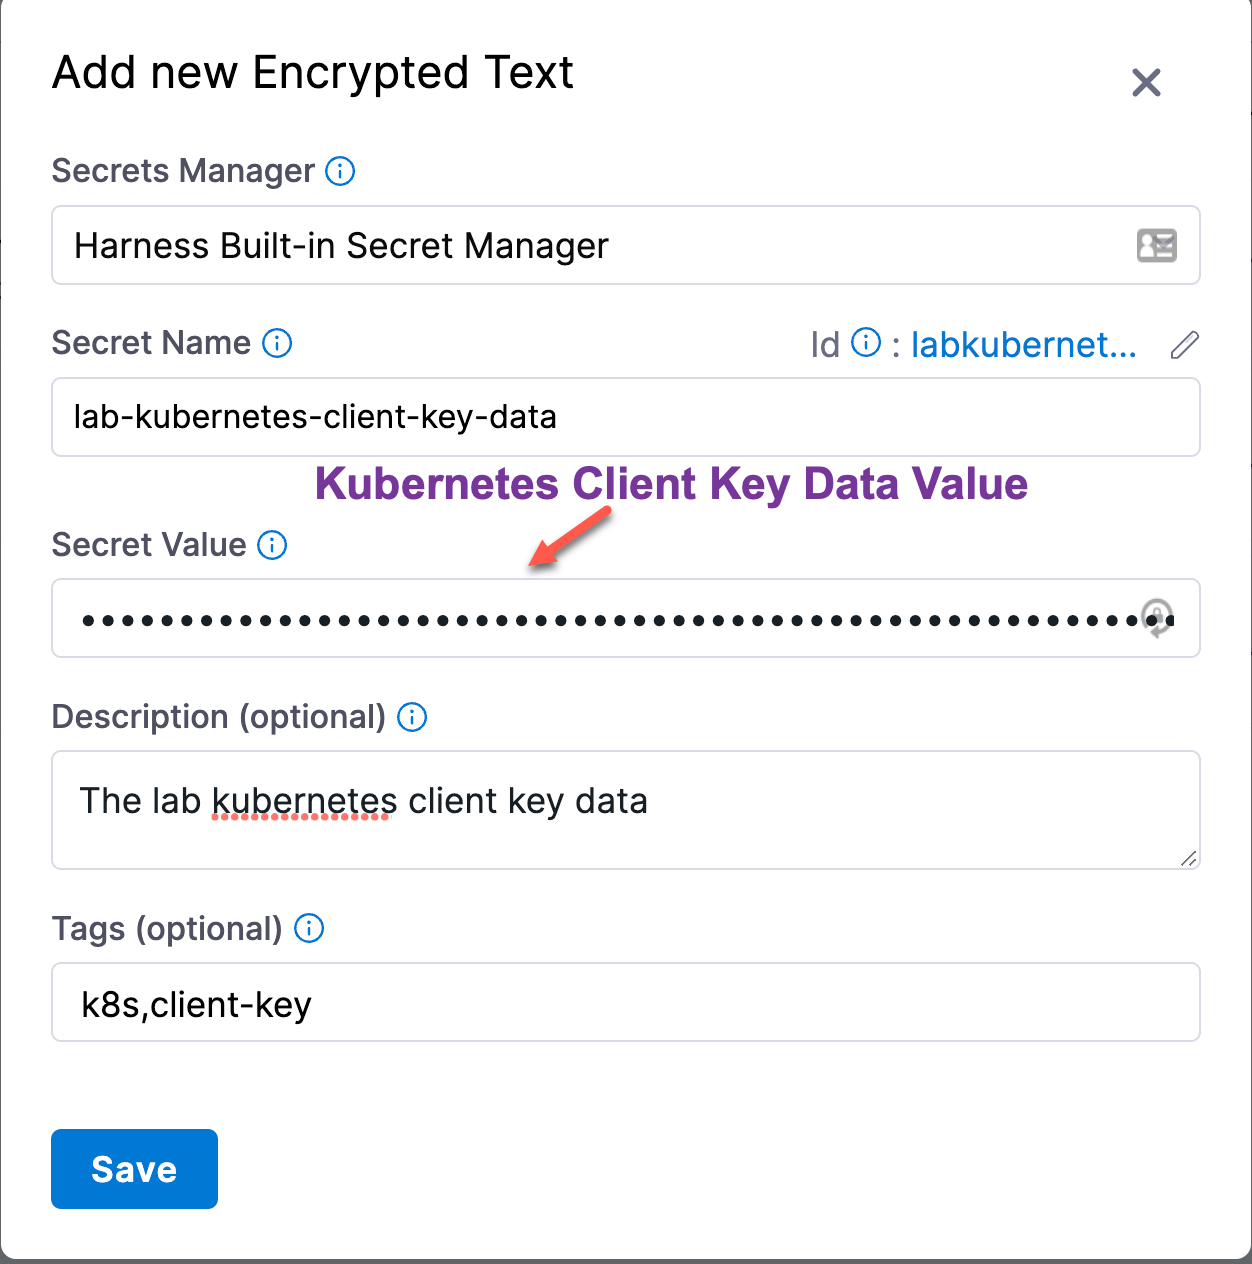 Add new Encrypted Text
Secrets Manager
Harness Built-in Secret Manager
Secret Name
Id : labkubernet...
lab-kubernetes-client-key-data
Kubernetes Client Key Data Value
Secret Value
Description (optional)
The lab kubernetes client key data
Tags (optional)
k8s,client-key
Save